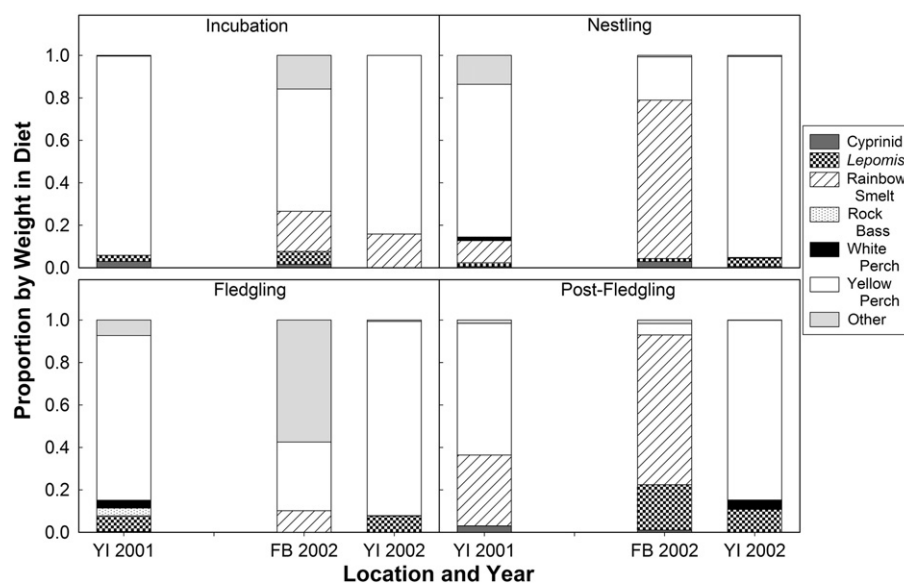 Incubation
Nestling
1.0
0.8
0.6
0.4
0.2
0.0
Proportion by Weight in Diet
Cyprinid
Lepomis
Rainbow
Smelt
Rock
Bass
White
Perch
Yellow
Perch
Other
Fledgling
Post-Fledgling
1.0
0.8
0.6
0.4
0.2
0.0
YI 2001
FB 2002
YI 2002
YI 2001
FB 2002
YI 2002
Location and Year